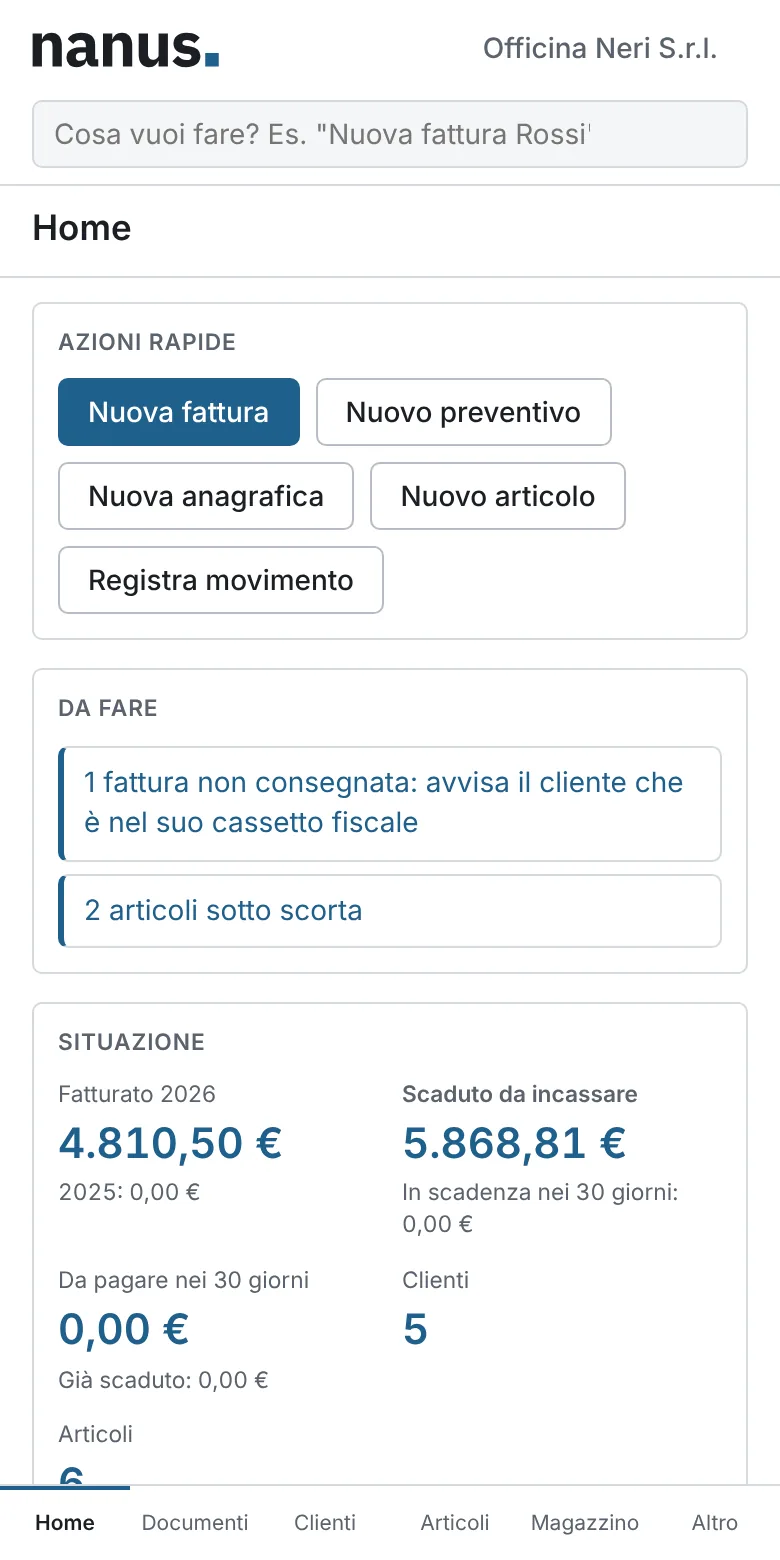 nanus.
Officina Neri S.r.l.
Cosa vuoi fare? Es. "Nuova fattura Rossi"
Home
AZIONI RAPIDE
Nuova fattura
Nuovo preventivo
Nuova anagrafica
Nuovo articolo
Registra movimento
DA FARE
1 fattura non consegnata: avvisa il cliente che
è nel suo cassetto fiscale
2 articoli sotto scorta
SITUAZIONE
Fatturato 2026
4.810,50 €
2025: 0,00 €
Scaduto da incassare
5.868,81 €
In scadenza nei 30 giorni:
0,00 €
Da pagare nei 30 giorni
0,00 €
Già scaduto: 0,00 €
Clienti
5
Articoli
6
Home
Documenti
Clienti
Articoli
Magazzino
Altro